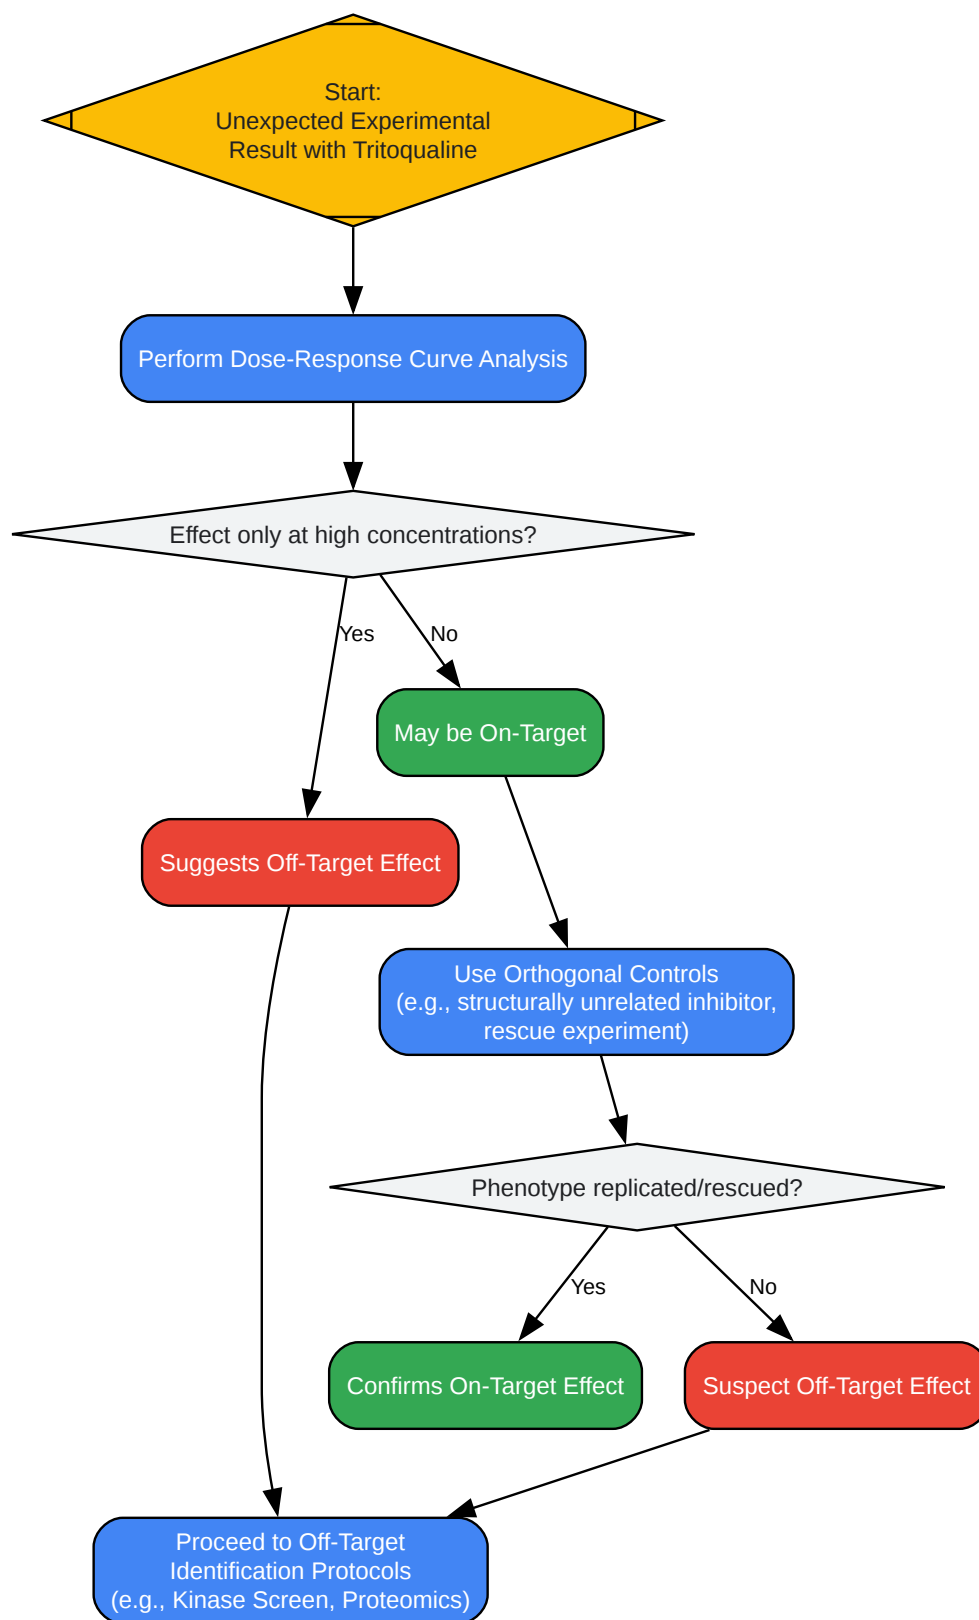 Start:
Unexpected Experimental
Result with Tritoqualine
Perform Dose-Response Curve Analysis
Effect only at high concentrations?
Yes
No
May be On-Target
Suggests Off-Target Effect
Use Orthogonal Controls
(e.g., structurally unrelated inhibitor,
rescue experiment)
Phenotype replicated/rescued?
Yes
No
Confirms On-Target Effect
Suspect Off-Target Effect
Proceed to Off-Target
Identification Protocols
(e.g., Kinase Screen, Proteomics)